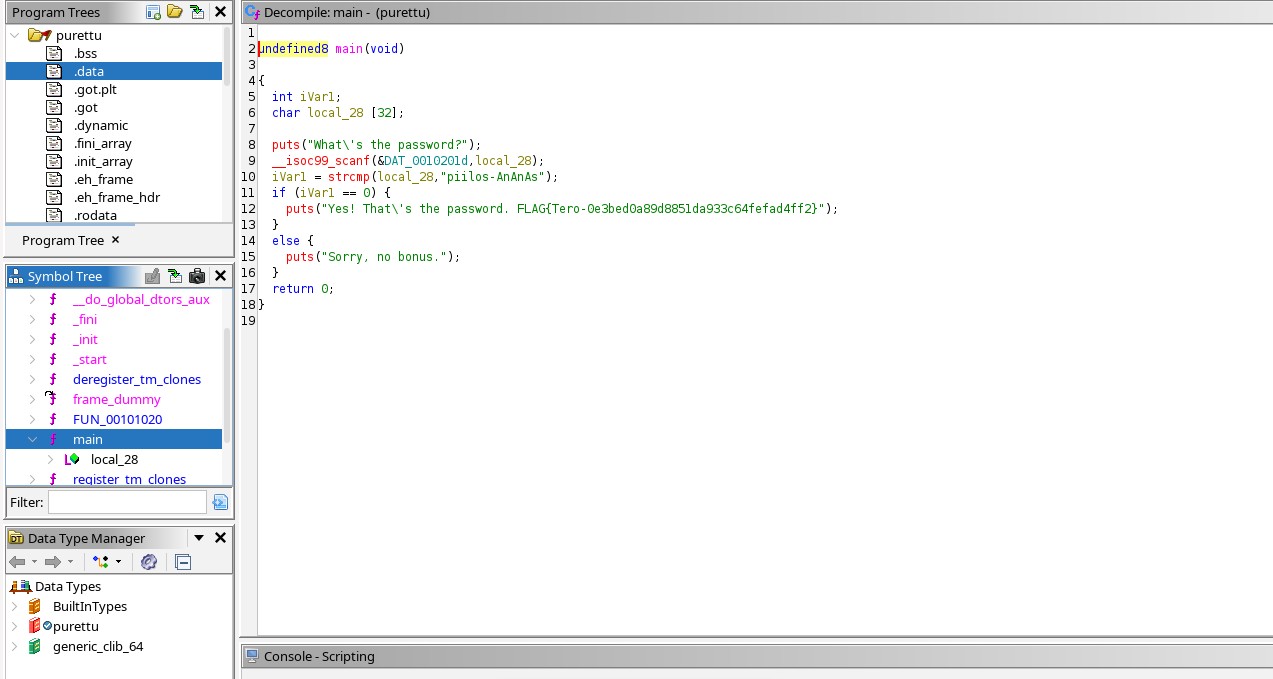 Program Trees
purettu
.bss
.data
.got.plt
.got
.dynamic
.fini_array
.init_array
.eh_frame
.eh_frame_hdr
.rodata
Program Tree ×
Symbol Tree
__do_global_dtors_aux
_fini
_init
_start
deregister_tm_clones
frame_dummy
FUN_00101020
main
local_28
register_tm_clones
Filter:
Data Type Manager
Data Types
BuiltInTypes
purettu
generic_clib_64
Decompile: main - (purettu)
1
2 undefined8 main(void)
3
4 {
5 int iVar1;
6 char local_28 [32];
7
8 puts("What\'s the password?");
9 __isoc99_scanf(&DAT_0010201d,local_28);
10 iVar1 = strcmp(local_28,"piilos-AnAnAs");
11 if (iVar1 == 0) {
12 puts("Yes! That\'s the password. FLAG{Tero-0e3bed0a89d8851da933c64fefad4ff2}");
13 }
14 else {
15 puts("Sorry, no bonus.");
16 }
17 return 0;
18 }
19
Console - Scripting